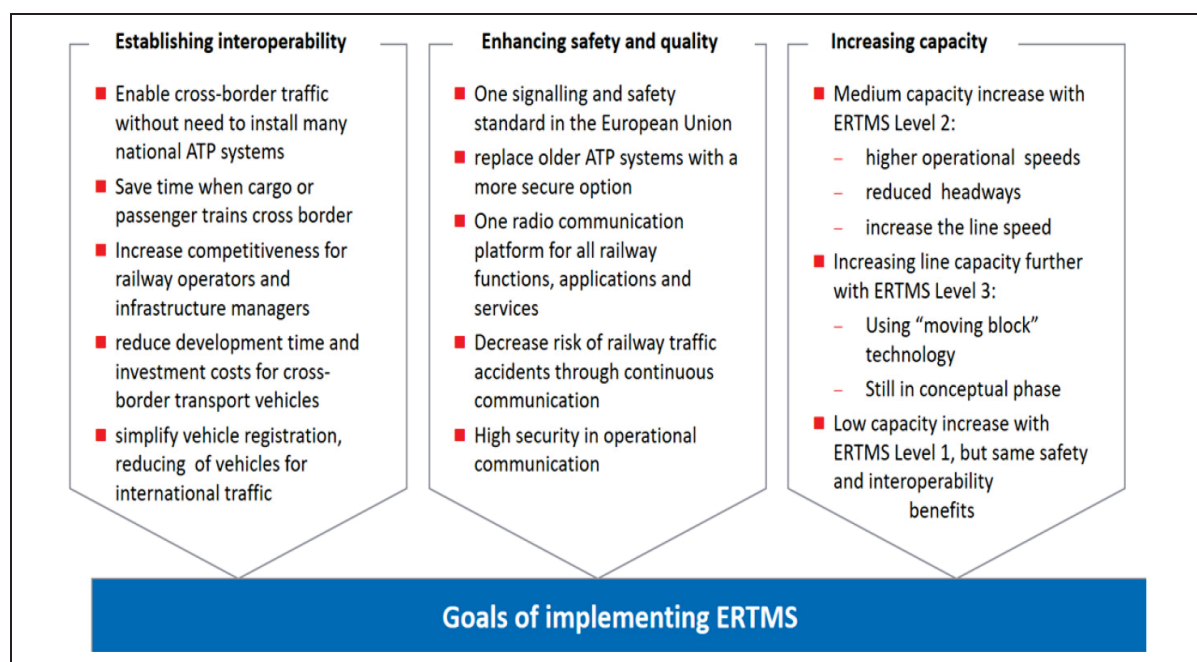 Establishing interoperability
■ Enable cross-border traffic
without need to install many
national ATP systems
■ Save time when cargo or
passenger trains cross border
■ Increase competitiveness for
railway operators and
infrastructure managers
■ reduce development time and
investment costs for cross-
border transport vehicles
■ simplify vehicle registration,
reducing of vehicles for
international traffic
Enhancing safety and quality
■ One signalling and safety
standard in the European Union
■ replace older ATP systems with a
more secure option
■ One radio communication
platform for all railway
functions, applications and
services
■ Decrease risk of railway traffic
accidents through continuous
communication
■ High security in operational
communication
Increasing capacity
■ Medium capacity increase with
ERTMS Level 2:
– higher operational speeds
– reduced headways
– increase the line speed
■ Increasing line capacity further
with ERTMS Level 3:
– Using “moving block”
technology
– Still in conceptual phase
■ Low capacity increase with
ERTMS Level 1, but same safety
and interoperability
benefits
Goals of implementing ERTMS